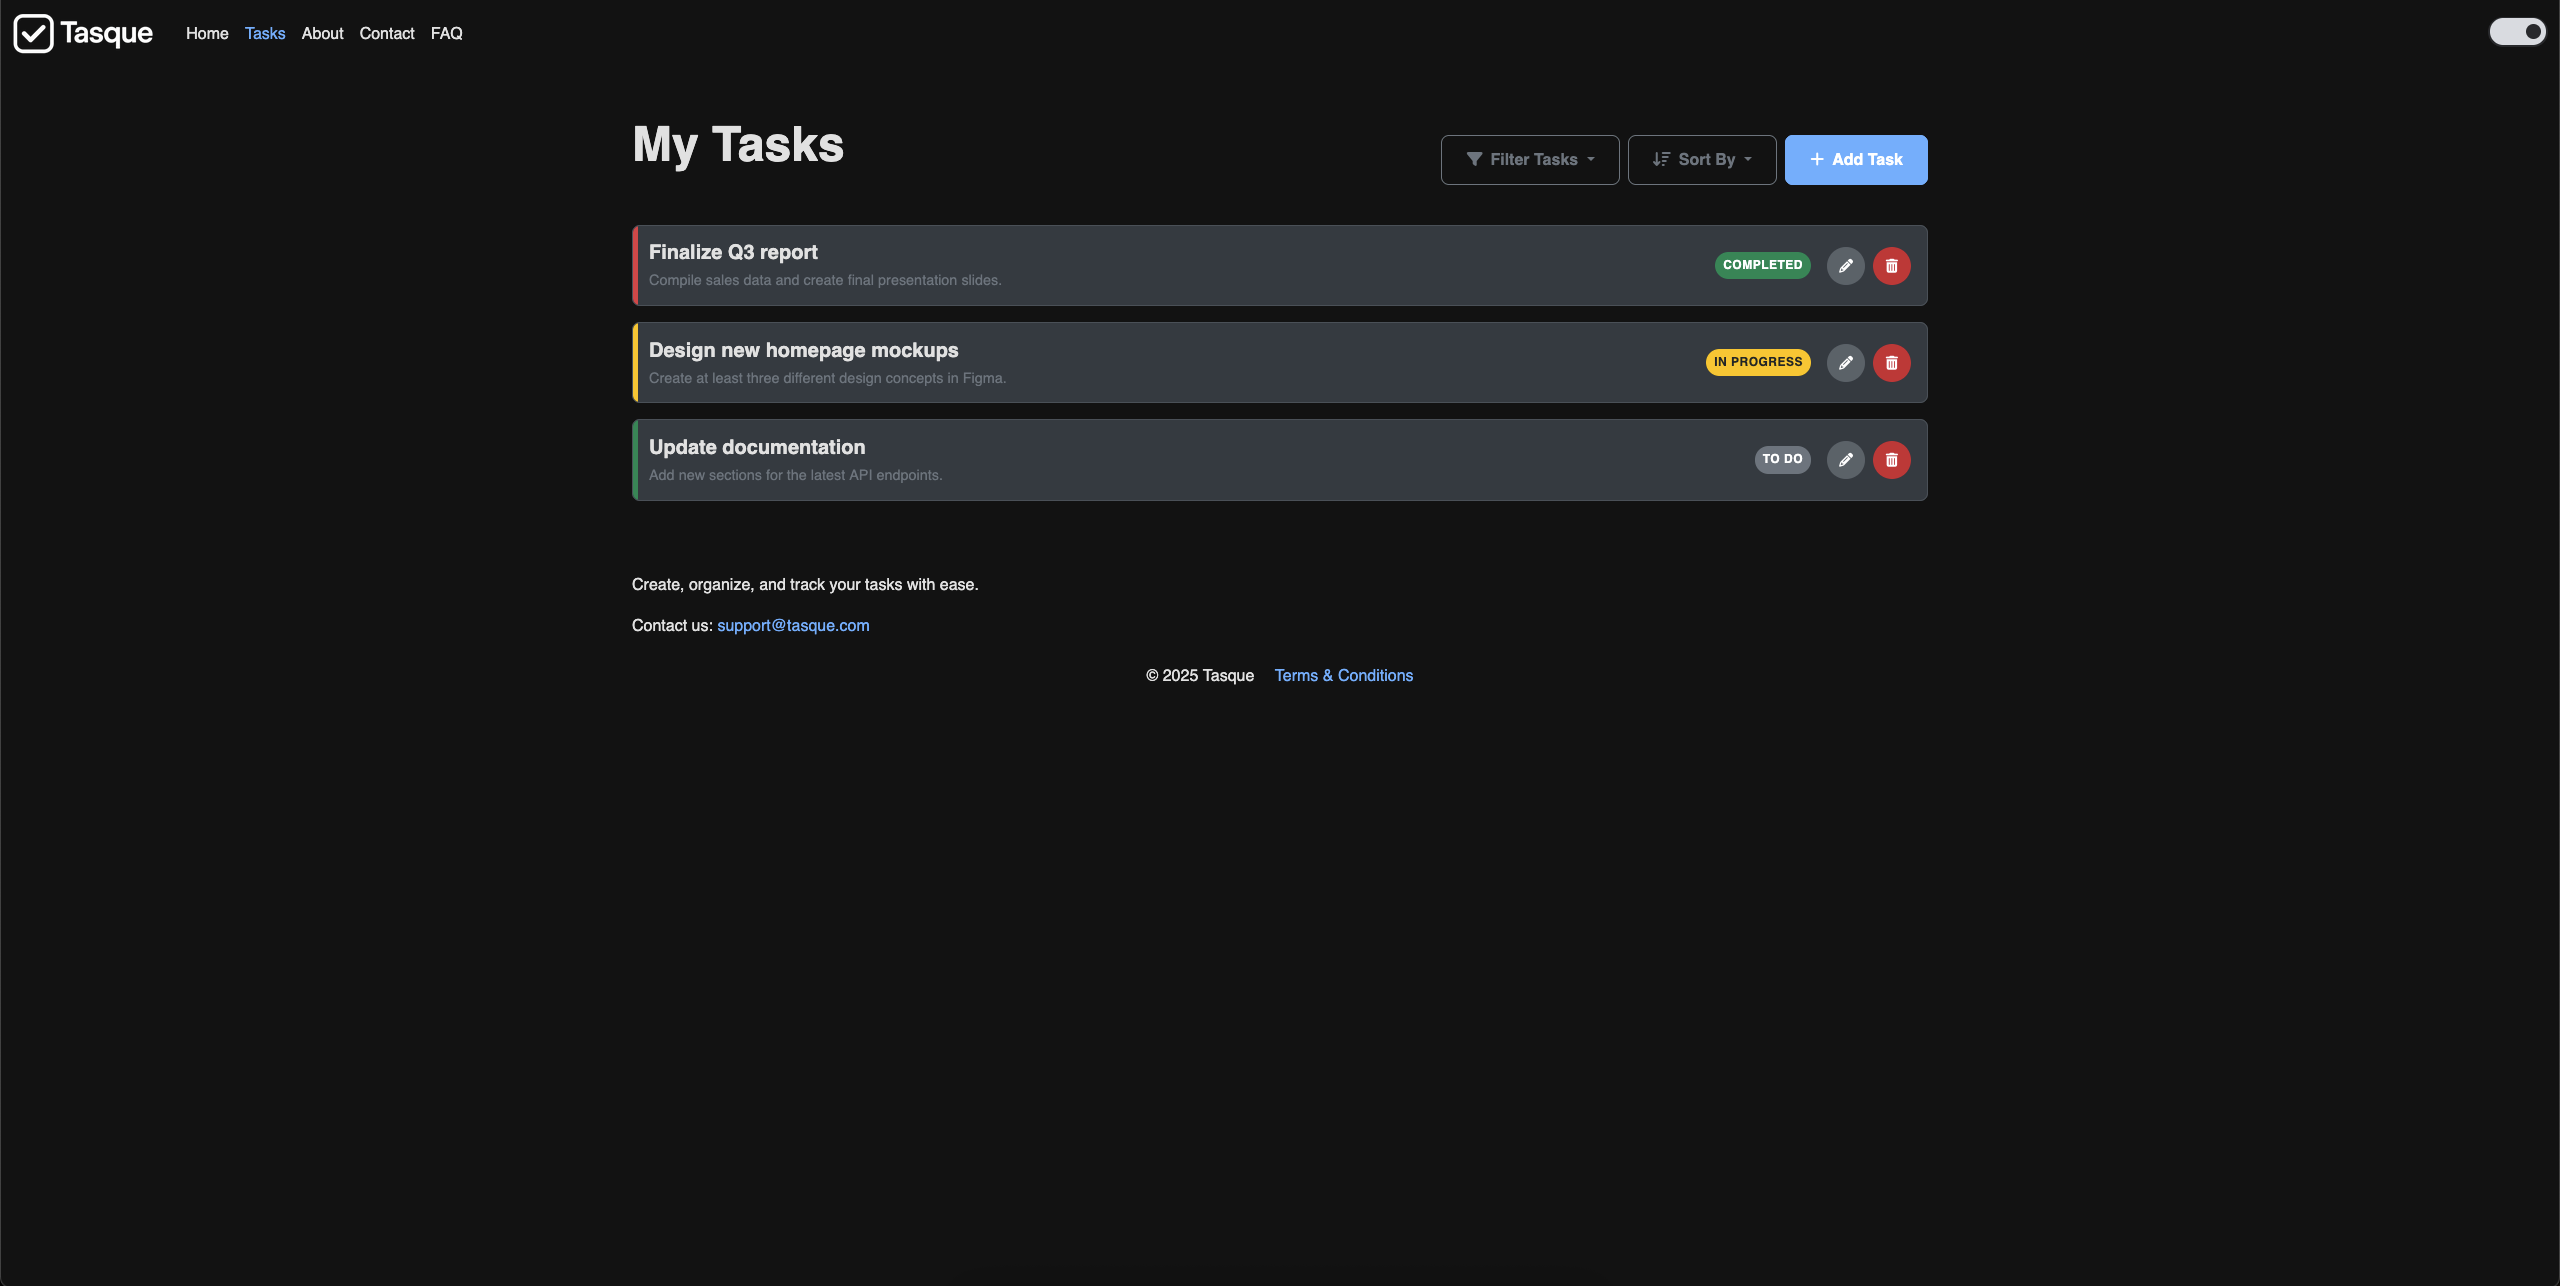 Tasque
Home Tasks About Contact FAQ
My Tasks
Filter Tasks
Sort By
Add Task
Finalize Q3 report
Compile sales data and create final presentation slides.
COMPLETED
Design new homepage mockups
Create at least three different design concepts in Figma.
IN PROGRESS
Update documentation
Add new sections for the latest API endpoints.
TO DO
Create, organize, and track your tasks with ease.
Contact us: support@tasque.com
© 2025 Tasque Terms & Conditions